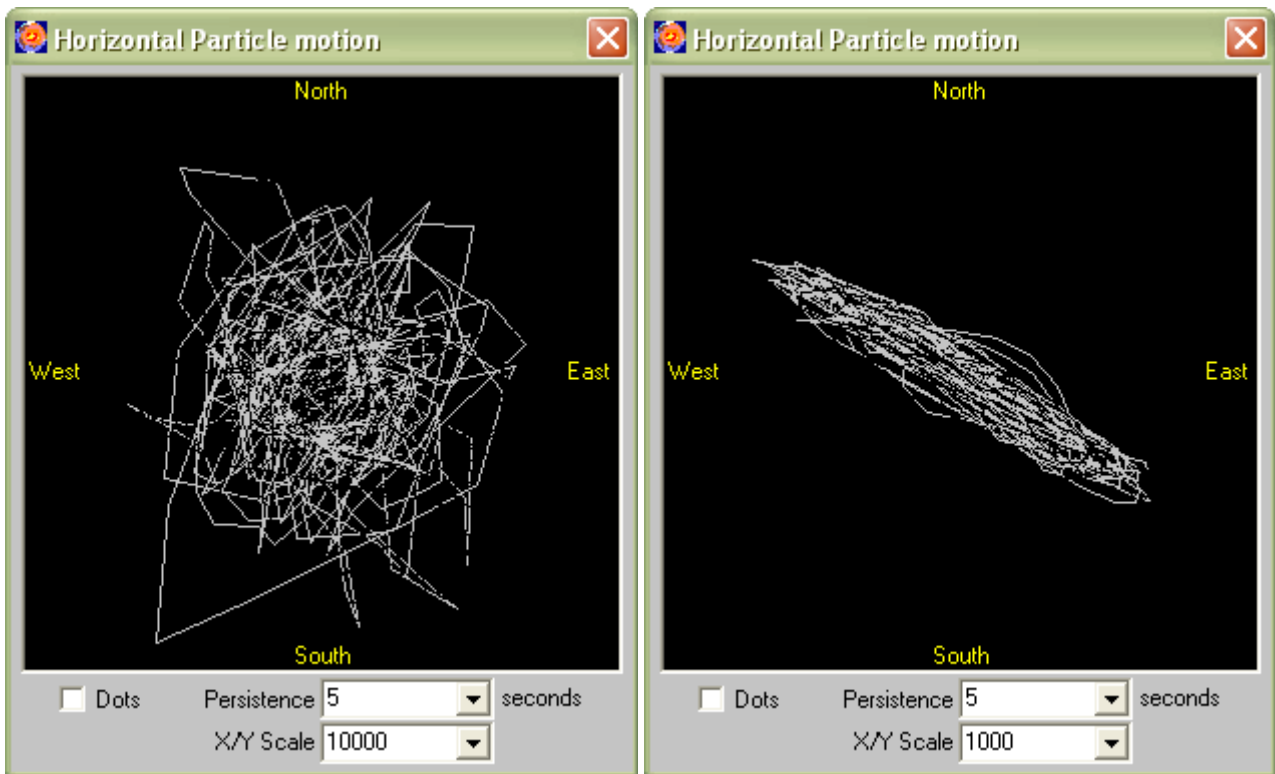 Horizontal Particle motion
North
West
East
South
Dots
Persistence 5 seconds
X/Y Scale 10000
Horizontal Particle motion
North
West
East
South
Dots
Persistence 5 seconds
X/Y Scale 1000